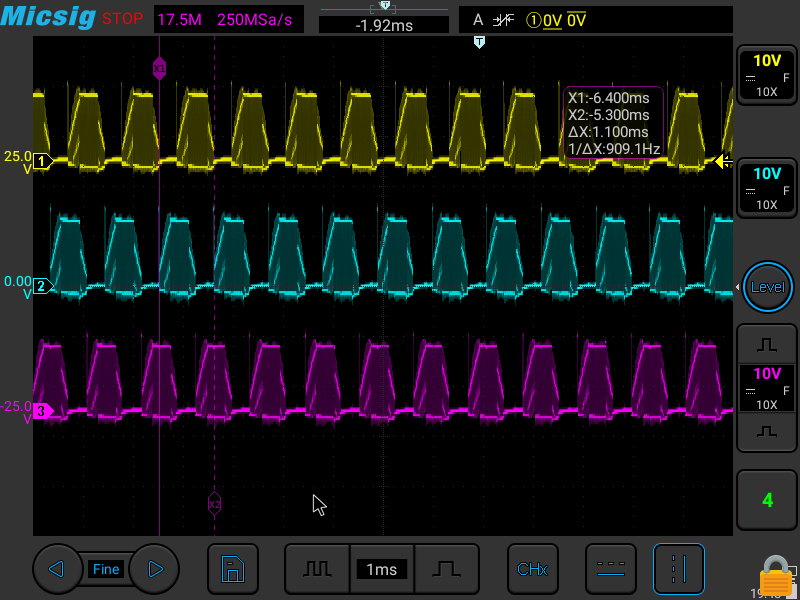 Micsig STOP 17.5M 250MSa/s -1.92ms A 1 0V 0V
T
T
X1
10V
F
10X
X1:-6.400ms
X2:-5.300ms
ΔX:1.100ms
1/ΔX:909.1Hz
25.0
V
1
10V
F
10X
0.00
V
2
Level
10V
F
10X
-25.0
V
3
X2
4
Fine
1ms
CHx